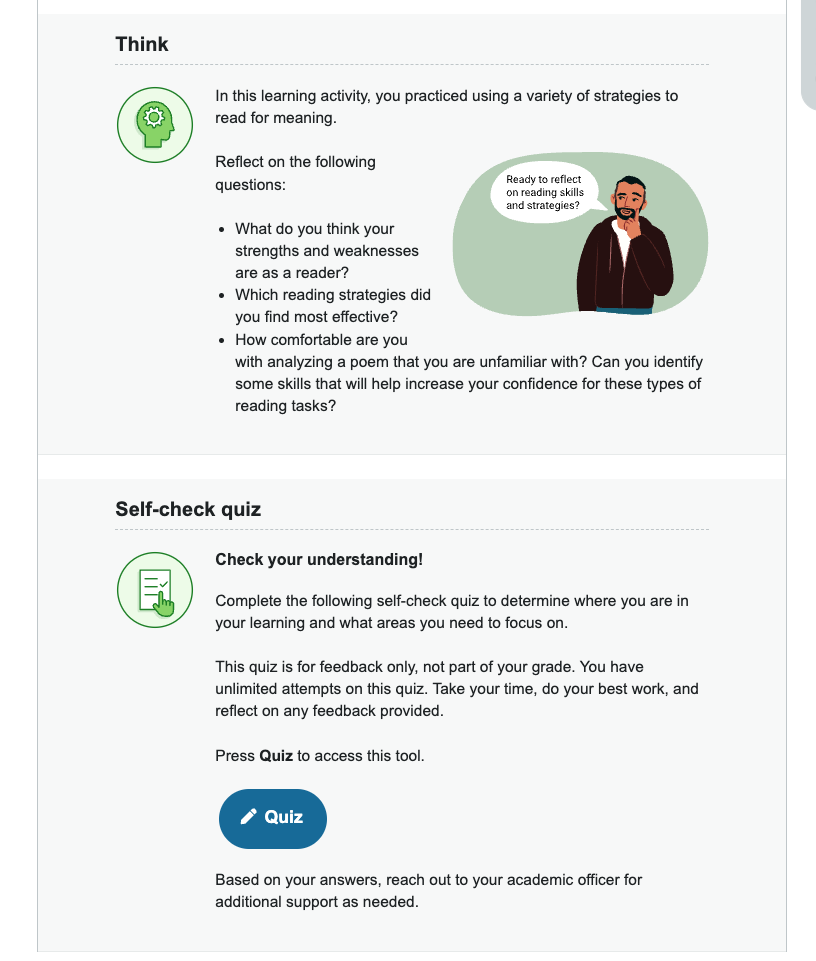 Think
In this learning activity, you practiced using a variety of strategies to
read for meaning.
Reflect on the following
questions:
Ready to reflect
on reading skills
and strategies?
• What do you think your
strengths and weaknesses
are as a reader?
• Which reading strategies did
you find most effective?
• How comfortable are you
with analyzing a poem that you are unfamiliar with? Can you identify
some skills that will help increase your confidence for these types of
reading tasks?
Self-check quiz
Check your understanding!
Complete the following self-check quiz to determine where you are in
your learning and what areas you need to focus on.
This quiz is for feedback only, not part of your grade. You have
unlimited attempts on this quiz. Take your time, do your best work, and
reflect on any feedback provided.
Press Quiz to access this tool.
Quiz
Based on your answers, reach out to your academic officer for
additional support as needed.